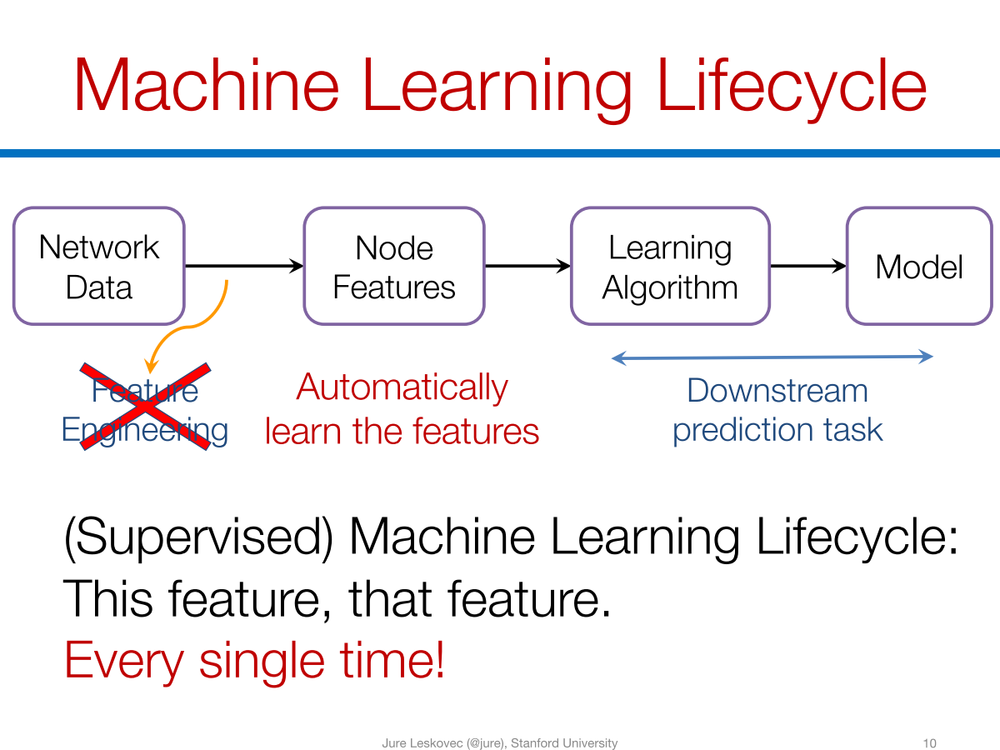 Machine Learning Lifecycle
Network
Data
Node
Features
Learning
Algorithm
Model
Feature
Engineering
Automatically
learn the features
Downstream
prediction task
(Supervised) Machine Learning Lifecycle:
This feature, that feature.
Every single time!
Jure Leskovec (@jure), Stanford University
10